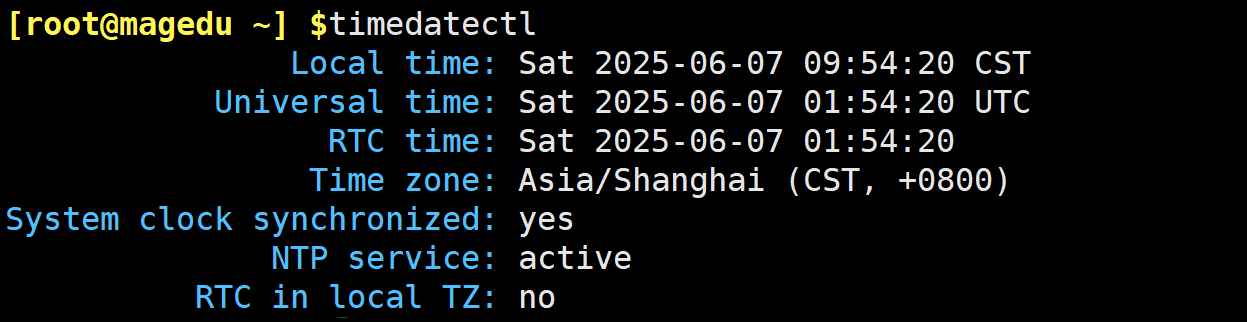 [root@magedu ~] $timedatectl
Local time: Sat 2025-06-07 09:54:20 CST
Universal time: Sat 2025-06-07 01:54:20 UTC
RTC time: Sat 2025-06-07 01:54:20
Time zone: Asia/Shanghai (CST, +0800)
System clock synchronized: yes
NTP service: active
RTC in local TZ: no